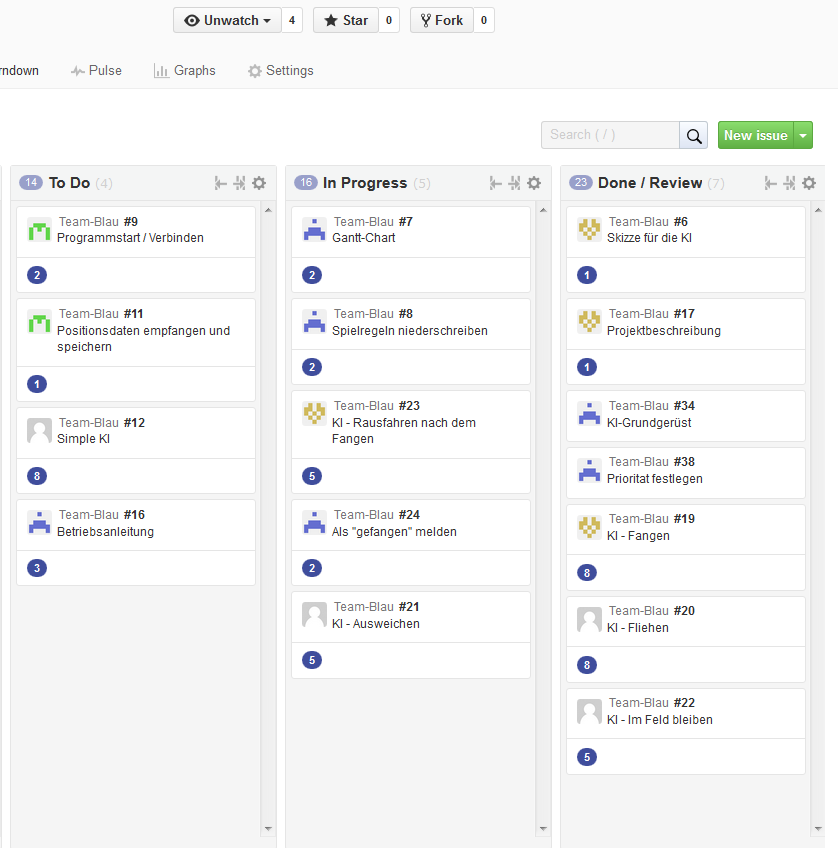 Unwatch 4 Star 0 Fork 0
rndown Pulse Graphs Settings
Search ( / ) New issue
14 To Do (4)
Team-Blau #9
Programmstart / Verbinden
2
Team-Blau #11
Positionsdaten empfangen und
speichern
1
Team-Blau #12
Simple KI
8
Team-Blau #16
Betriebsanleitung
3
16 In Progress (5)
Team-Blau #7
Gantt-Chart
2
Team-Blau #8
Spielregeln niederschreiben
2
Team-Blau #23
KI - Rausfahren nach dem
Fangen
5
Team-Blau #24
Als "gefangen" melden
2
Team-Blau #21
KI - Ausweichen
5
23 Done / Review (7)
Team-Blau #6
Skizze für die KI
1
Team-Blau #17
Projektbeschreibung
1
Team-Blau #34
KI-Grundgerüst
Team-Blau #38
Prioritat festlegen
Team-Blau #19
KI - Fangen
8
Team-Blau #20
KI - Fliehen
8
Team-Blau #22
KI - Im Feld bleiben
5